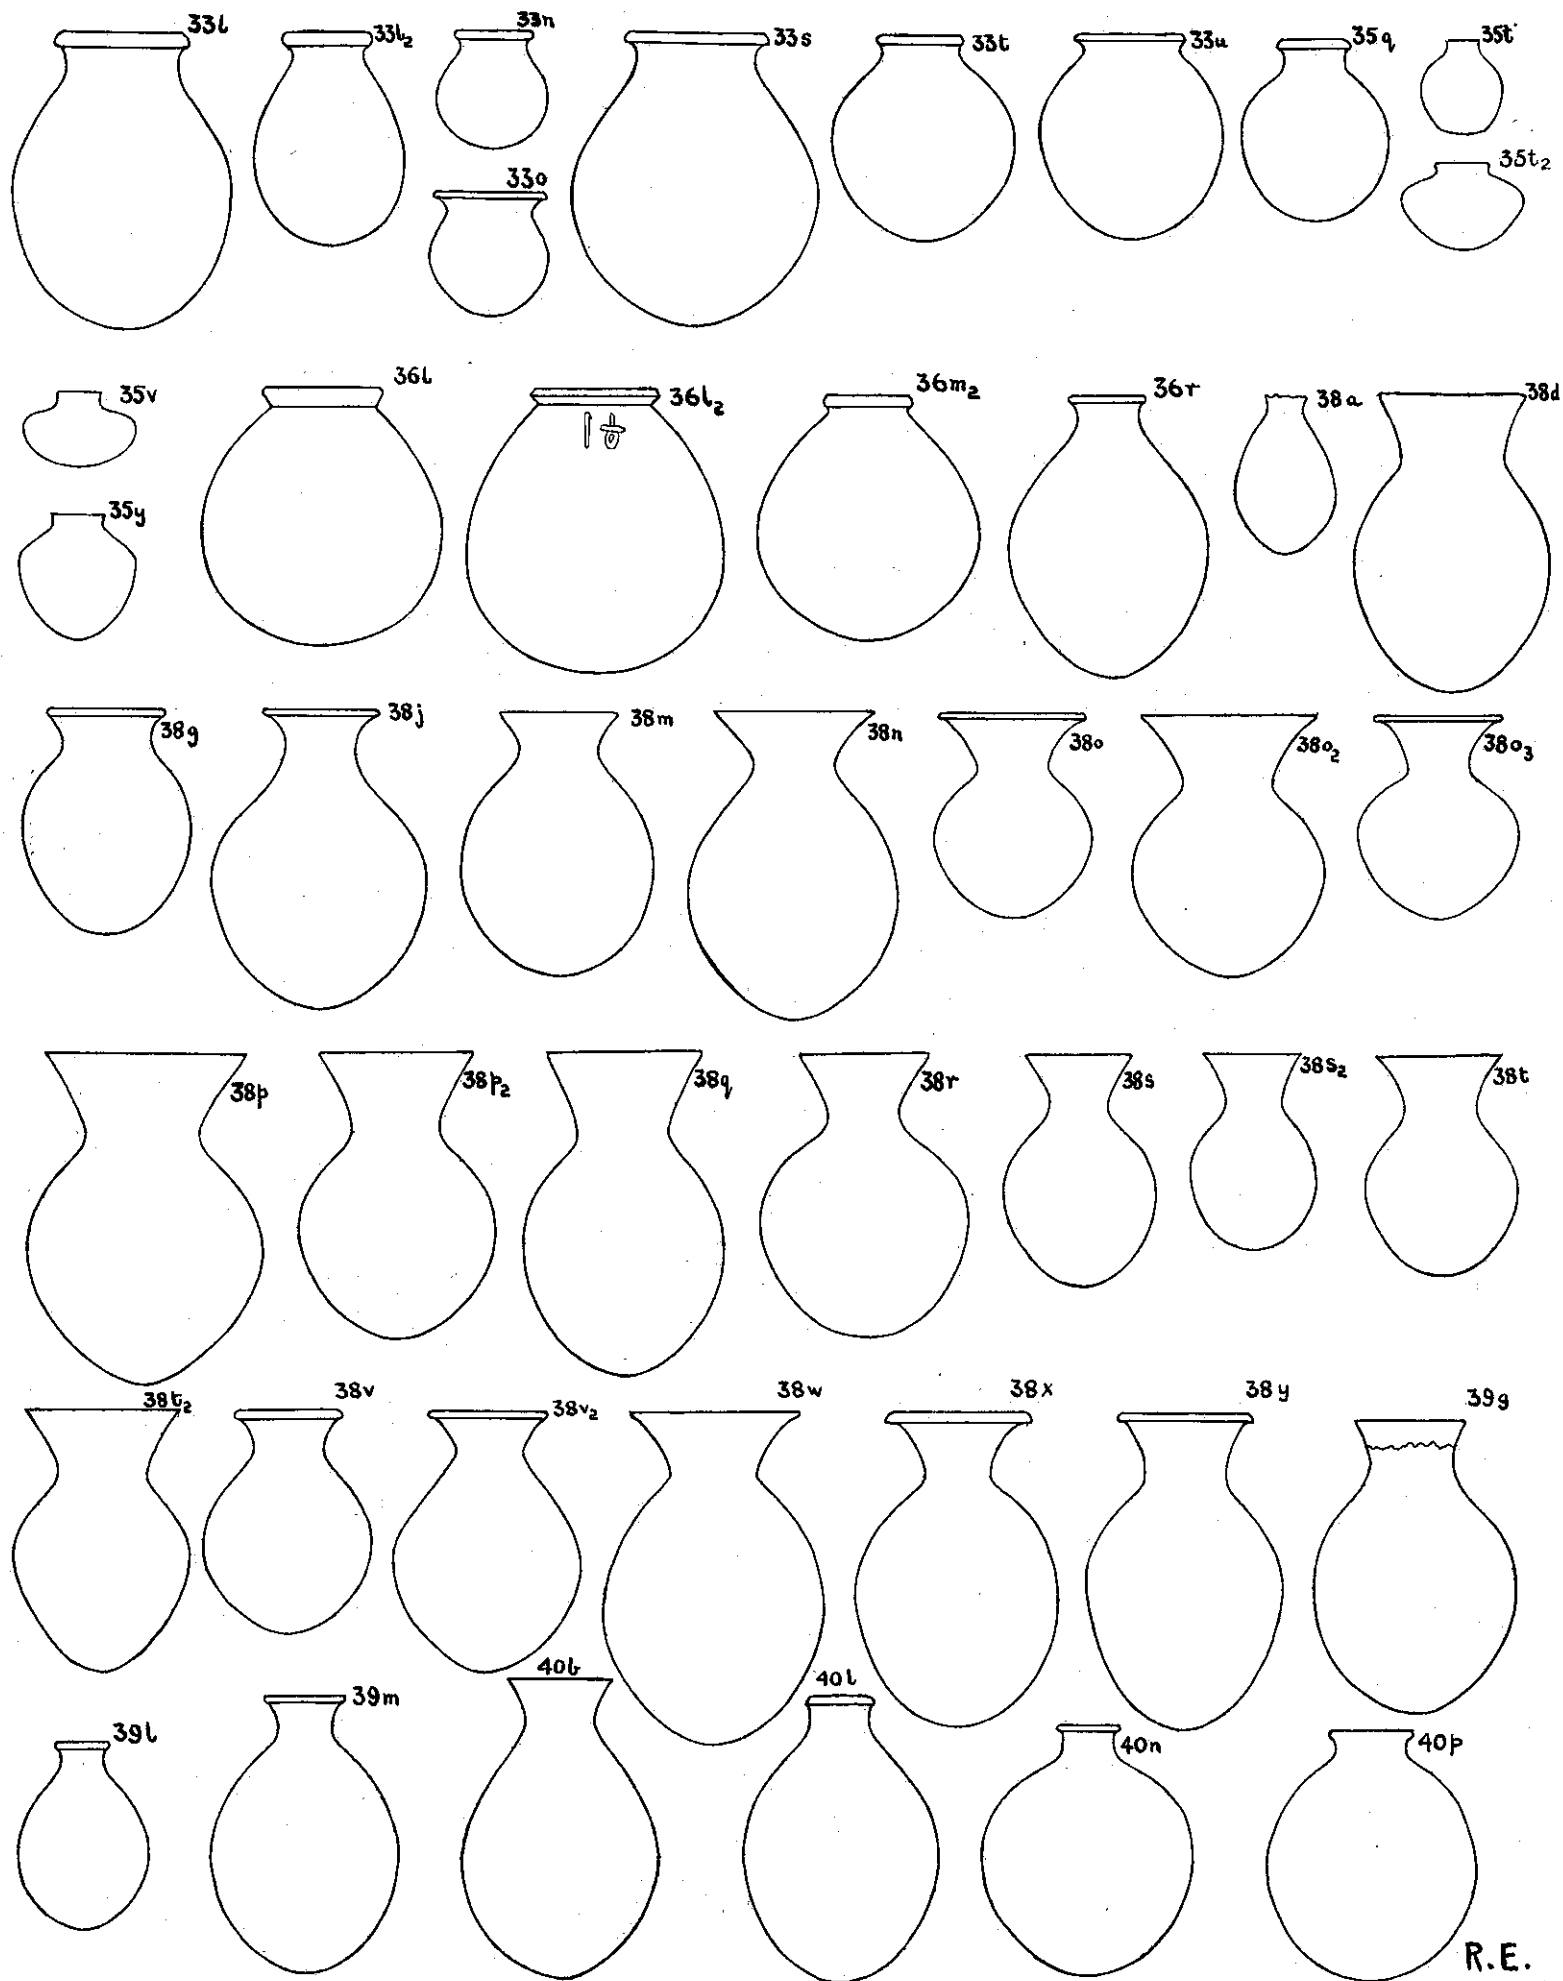 33l 33l₂ 33n 33s 33t 33u 35q 35t
33o 35t₂
35v 36l 36l₂ 36m₂ 36r 38a 38d
35y
38g 38j 38m 38n 38o 38o₂ 38o₃
38p 38p₂ 38q 38r 38s 38s₂ 38t
38t₂ 38v 38v₂ 38w 38x 38y 39g
39l 39m 40b 40l 40n 40p
R.E.